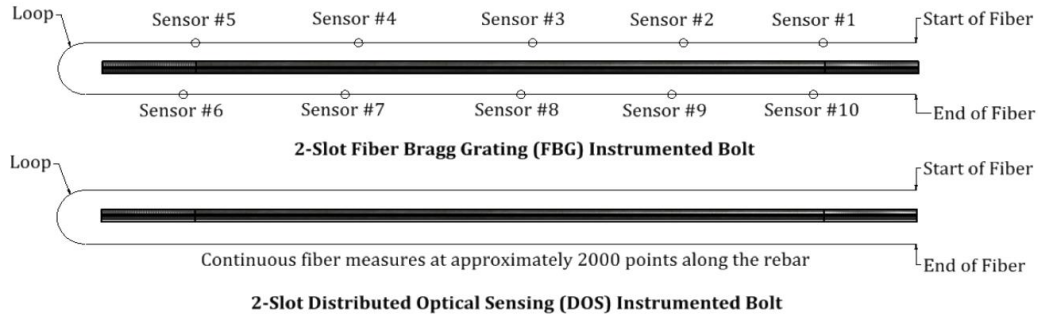 Loop
Sensor #5
Sensor #4
Sensor #3
Sensor #2
Sensor #1
Start of Fiber
Sensor #6
Sensor #7
Sensor #8
Sensor #9
Sensor #10
End of Fiber
2-Slot Fiber Bragg Grating (FBG) Instrumented Bolt
Loop
Start of Fiber
Continuous fiber measures at approximately 2000 points along the rebar
End of Fiber
2-Slot Distributed Optical Sensing (DOS) Instrumented Bolt